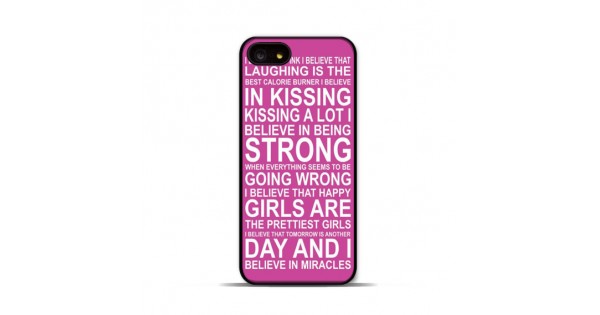 I BELIEVE THAT
LAUGHING IS THE
BEST CALORIE BURNER I BELIEVE
IN KISSING
KISSING A LOT I
BELIEVE IN BEING
STRONG
WHEN EVERYTHING SEEMS TO BE
GOING WRONG
I BELIEVE THAT HAPPY
GIRLS ARE
THE PRETTIEST GIRLS
I BELIEVE THAT TOMORROW IS ANOTHER
DAY AND I
BELIEVE IN MIRACLES